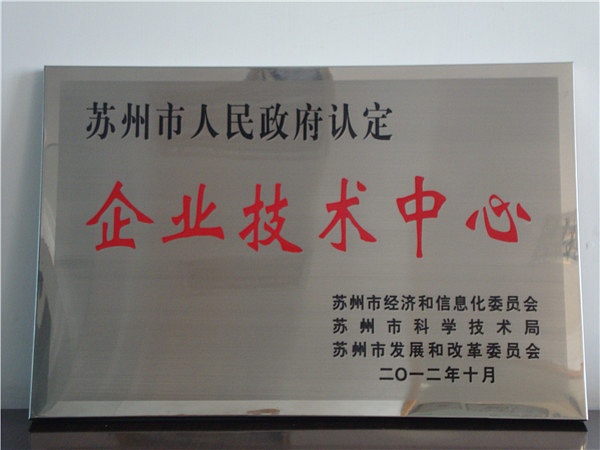 苏州市人民政府认定
企业技术中心
苏州市经济和信息化委员会
苏州市科学技术局
苏州市发展和改革委员会
二〇一二年十月